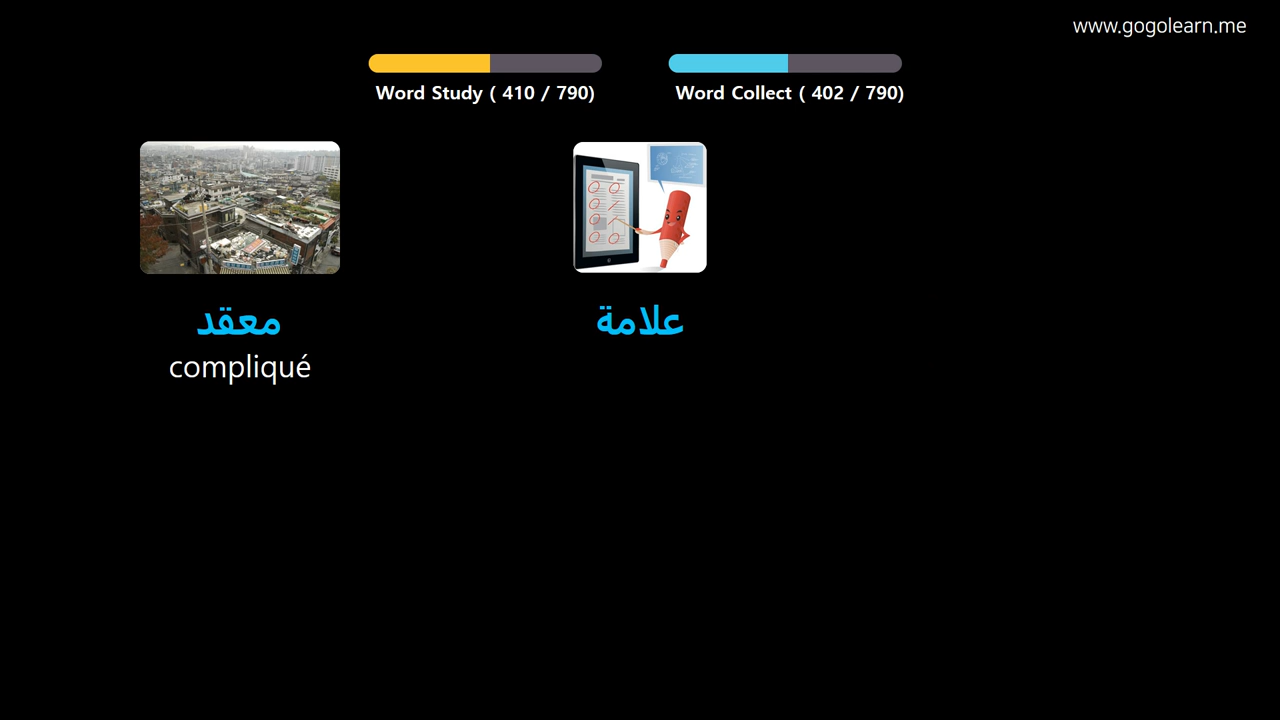 www.gogolearn.me
Word Study ( 410 / 790)
Word Collect ( 402 / 790)
معقد
compliqué
علامة